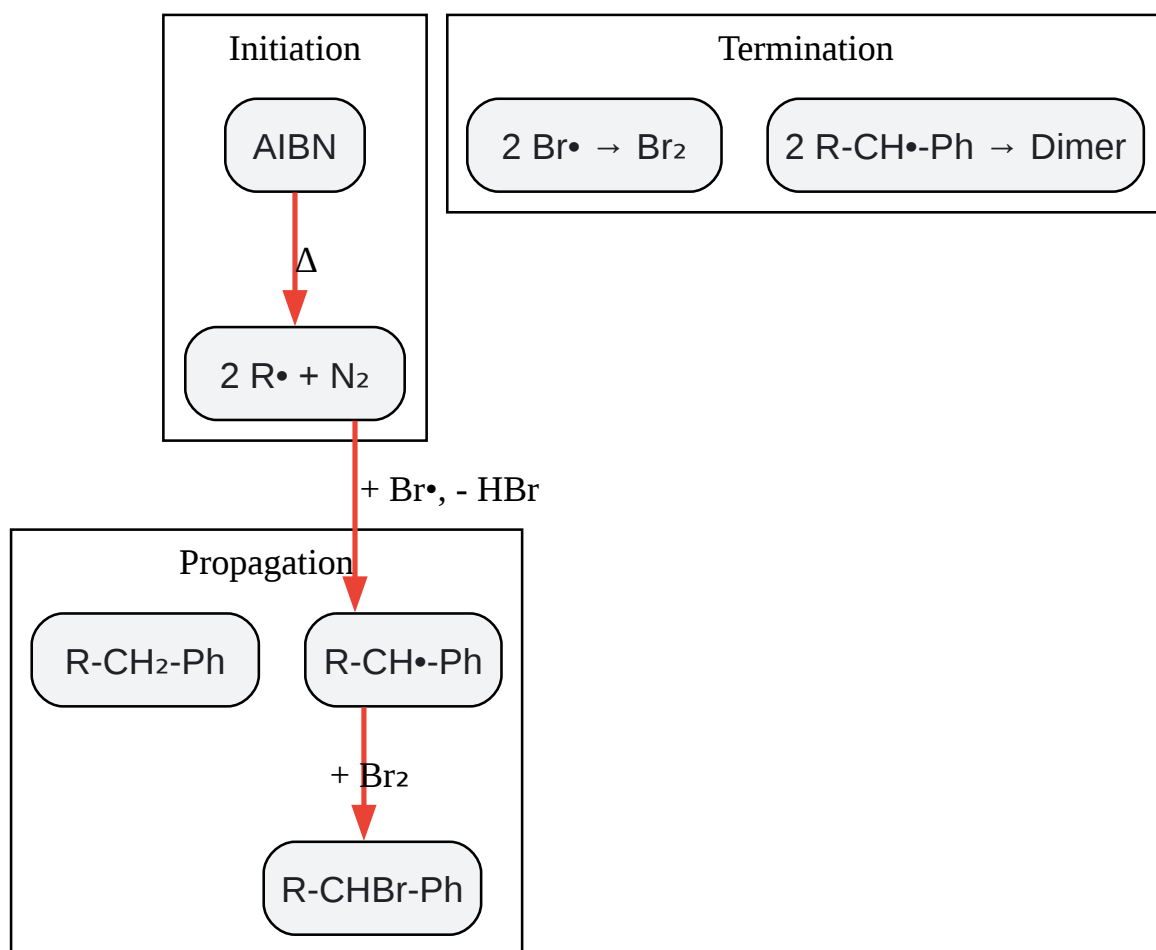 Initiation
AIBN
Δ
2 R• + N₂
+ Br•, - HBr
Termination
2 Br• → Br₂
2 R-CH•-Ph → Dimer
Propagation
R-CH₂-Ph
R-CH•-Ph
+ Br₂
R-CHBr-Ph